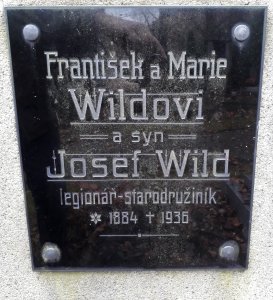 František a Marie
Wildovi
a syn
Josef Wild
legionář-starodružiník
* 1884 † 1936